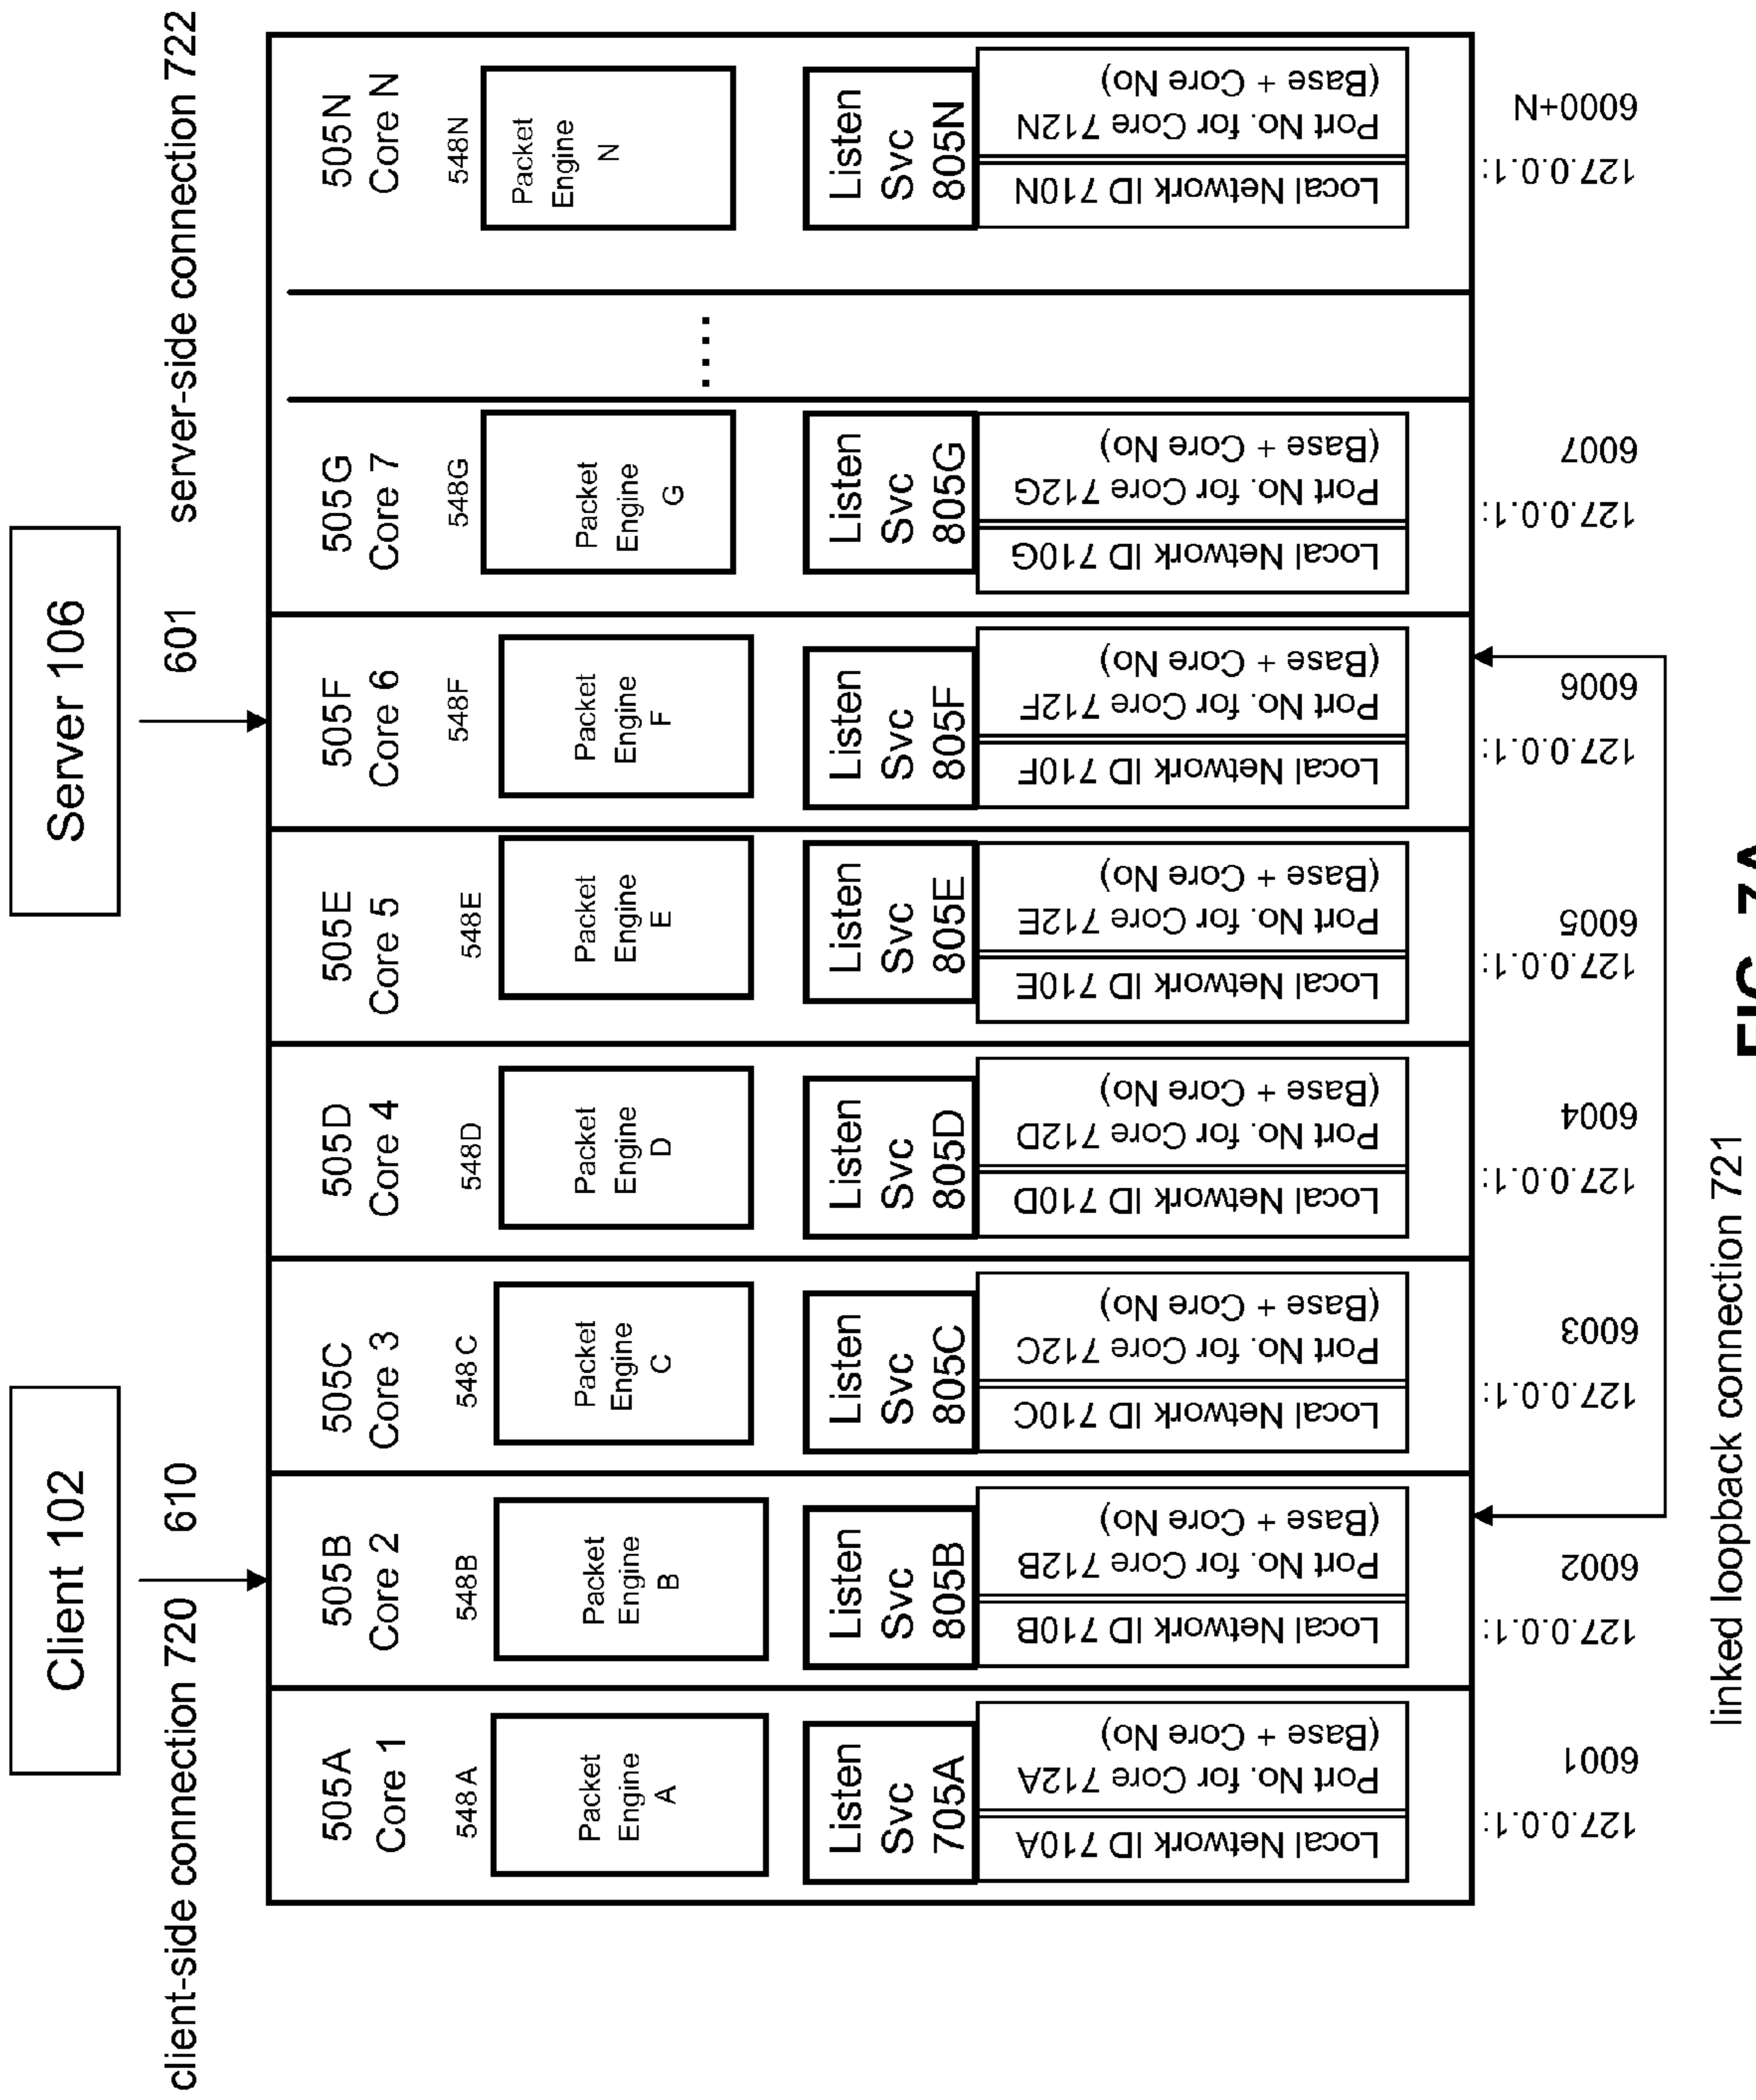 Client 102
Server 106
client-side connection 720
610
601
server-side connection 722
505A
Core 1
548A
Packet
Engine
A
Listen
Svc
705A
Local Network ID 710A
Port No. for Core 712A
(Base + Core No)
127.0.0.1:
6001
505B
Core 2
548B
Packet
Engine
B
Listen
Svc
805B
Local Network ID 710B
Port No. for Core 712B
(Base + Core No)
127.0.0.1:
6002
505C
Core 3
548C
Packet
Engine
C
Listen
Svc
805C
Local Network ID 710C
Port No. for Core 712C
(Base + Core No)
127.0.0.1:
6003
505D
Core 4
548D
Packet
Engine
D
Listen
Svc
805D
Local Network ID 710D
Port No. for Core 712D
(Base + Core No)
127.0.0.1:
6004
505E
Core 5
548E
Packet
Engine
E
Listen
Svc
805E
Local Network ID 710E
Port No. for Core 712E
(Base + Core No)
127.0.0.1:
6005
505F
Core 6
548F
Packet
Engine
F
Listen
Svc
805F
Local Network ID 710F
Port No. for Core 712F
(Base + Core No)
127.0.0.1:
6006
505G
Core 7
548G
Packet
Engine
G
Listen
Svc
805G
Local Network ID 710G
Port No. for Core 712G
(Base + Core No)
127.0.0.1:
6007
....
505N
Core N
548N
Packet
Engine
N
Listen
Svc
805N
Local Network ID 710N
Port No. for Core 712N
(Base + Core No)
127.0.0.1:
6000+N
linked loopback connection 721
FIG. 7A